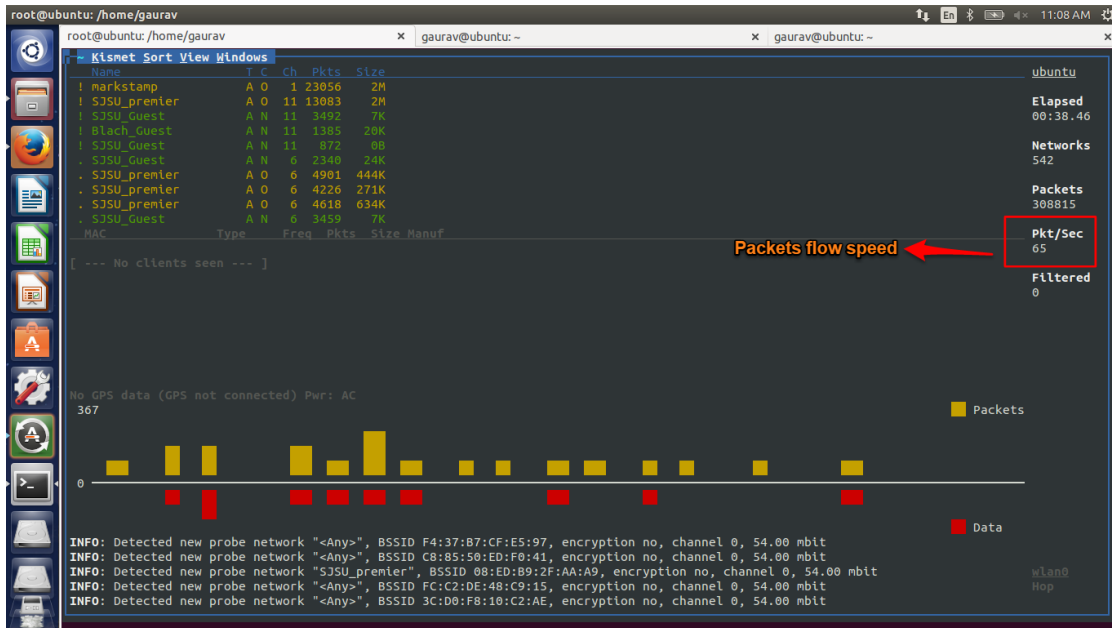 root@ubuntu: /home/gaurav
En 11:08 AM
root@ubuntu: /home/gaurav × gaurav@ubuntu: ~ × gaurav@ubuntu: ~ ×
~ Kismet Sort View Windows
Name T C Ch Pkts Size
! markstamp A O 1 23056 2M
! SJSU_premier A O 11 13083 2M
! SJSU_Guest A N 11 3492 7K
! Blach_Guest A N 11 1385 20K
! SJSU_Guest A N 11 872 0B
. SJSU_Guest A N 6 2340 24K
. SJSU_premier A O 6 4901 444K
. SJSU_premier A O 6 4226 271K
. SJSU_premier A O 6 4618 634K
. SJSU_Guest A N 6 3459 7K
MAC Type Freq Pkts Size Manuf
[ --- No clients seen --- ]
ubuntu
Elapsed
00:38.46
Networks
542
Packets
308815
Pkt/Sec
65
Filtered
0
Packets flow speed
No GPS data (GPS not connected) Pwr: AC
367
Packets
0
Data
INFO: Detected new probe network "<Any>", BSSID F4:37:B7:CF:E5:97, encryption no, channel 0, 54.00 mbit
INFO: Detected new probe network "<Any>", BSSID C8:85:50:ED:F0:41, encryption no, channel 0, 54.00 mbit
INFO: Detected new probe network "SJSU_premier", BSSID 08:ED:B9:2F:AA:A9, encryption no, channel 0, 54.00 mbit
INFO: Detected new probe network "<Any>", BSSID FC:C2:DE:48:C9:15, encryption no, channel 0, 54.00 mbit
INFO: Detected new probe network "<Any>", BSSID 3C:D0:F8:10:C2:AE, encryption no, channel 0, 54.00 mbit
wlan0
Hop